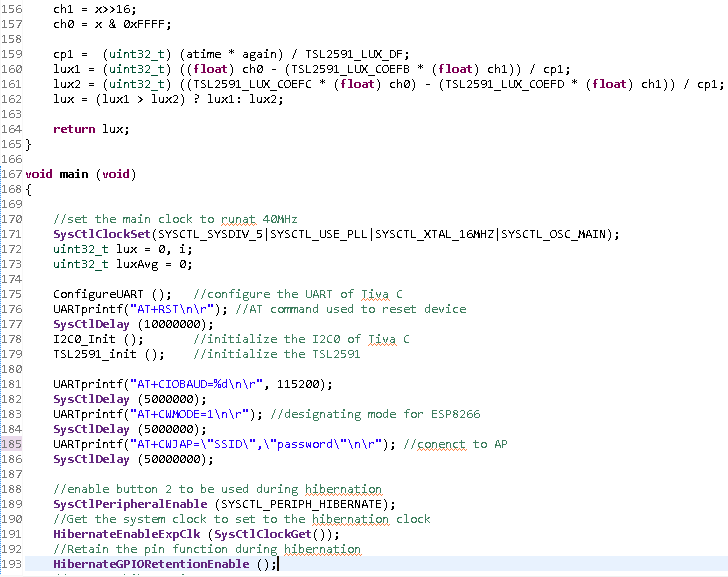 156 ch1 = x>>16;
157 ch0 = x & 0xFFFF;
158
159 cp1 = (uint32_t) (atime * again) / TSL2591_LUX_DF;
160 lux1 = (uint32_t) ((float) ch0 - (TSL2591_LUX_COEFB * (float) ch1)) / cp1;
161 lux2 = (uint32_t) ((TSL2591_LUX_COEFC * (float) ch0) - (TSL2591_LUX_COEFD * (float) ch1)) / cp1;
162 lux = (lux1 > lux2) ? lux1: lux2;
163
164 return lux;
165 }
166
167 void main (void)
168 {
169
170 //set the main clock to runat 40MHz
171 SysCtlClockSet(SYSCTL_SYSDIV_5|SYSCTL_USE_PLL|SYSCTL_XTAL_16MHZ|SYSCTL_OSC_MAIN);
172 uint32_t lux = 0, i;
173 uint32_t luxAvg = 0;
174
175 ConfigureUART (); //configure the UART of Tiva C
176 UARTprintf("AT+RST\n\r"); //AT command used to reset device
177 SysCtlDelay (10000000);
178 I2C0_Init (); //initialize the I2C0 of Tiva C
179 TSL2591_init (); //initialize the TSL2591
180
181 UARTprintf("AT+CIOBAUD=%d\n\r", 115200);
182 SysCtlDelay (5000000);
183 UARTprintf("AT+CWMODE=1\n\r"); //designating mode for ESP8266
184 SysCtlDelay (5000000);
185 UARTprintf("AT+CWJAP=\"SSID\",\"password\"\n\r"); //conenct to AP
186 SysCtlDelay (50000000);
187
188 //enable button 2 to be used during hibernation
189 SysCtlPeripheralEnable (SYSCTL_PERIPH_HIBERNATE);
190 //Get the system clock to set to the hibernation clock
191 HibernateEnableExpClk (SysCtlClockGet());
192 //Retain the pin function during hibernation
193 HibernateGPIORetentionEnable ();